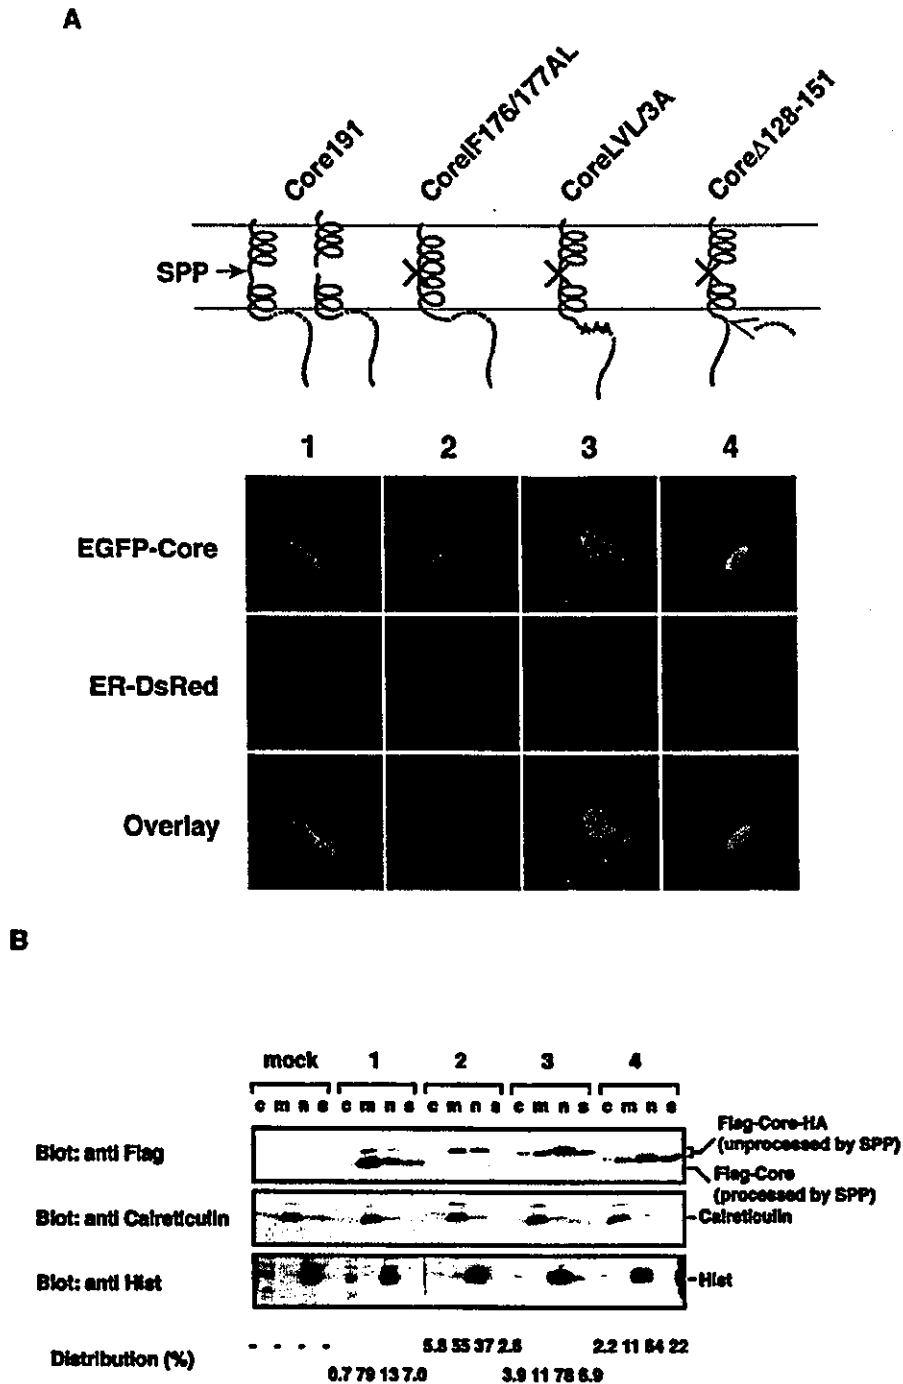 A
Core191
CoreIF176/177AL
CoreLVL/3A
CoreΔ128-151
SPP
AAA
1 2 3 4
EGFP-Core
ER-DsRed
Overlay
B
mock 1 2 3 4
c m n s c m n s c m n s c m n s c m n s
Blot: anti Flag
Flag-Core-HA
(unprocessed by SPP)
Flag-Core
(processed by SPP)
Blot: anti Calreticulin
Calreticulin
Blot: anti Hist
Hist
Distribution (%)
- - - -
0.7 79 13 7.0
5.8 55 37 2.6
3.9 11 78 6.9
2.2 11 64 22